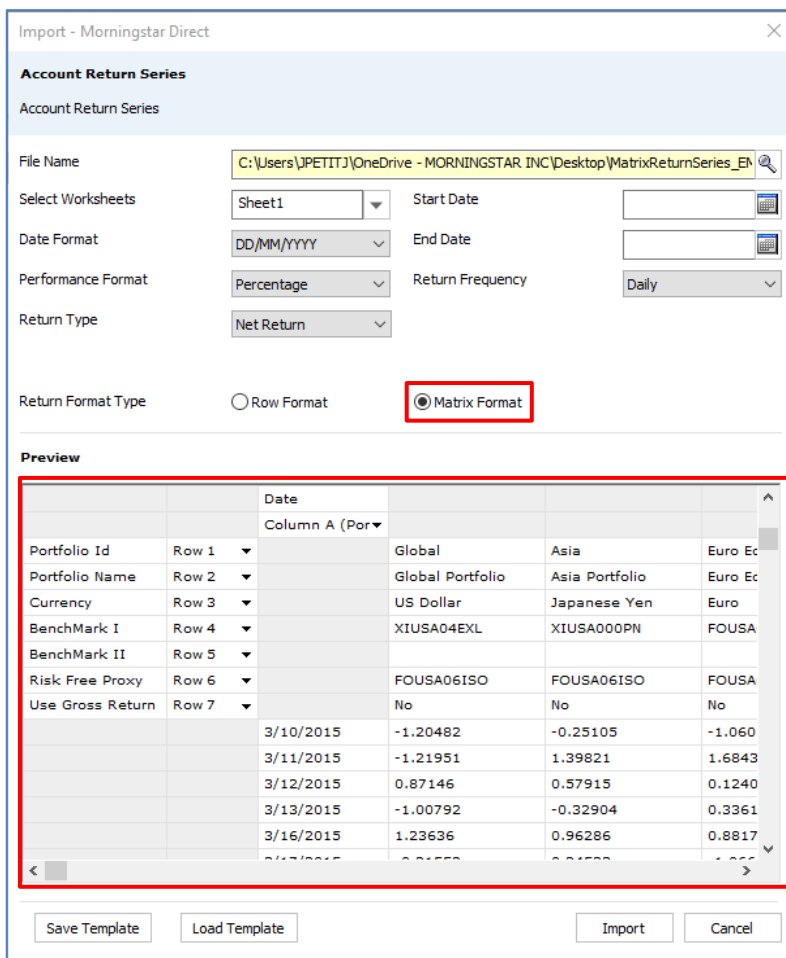 Import - Morningstar Direct
Account Return Series
Account Return Series
File Name C:\Users\JPETITJ\OneDrive - MORNINGSTAR INC\Desktop\MatrixReturnSeries_EN
Select Worksheets Sheet1 Start Date
Date Format DD/MM/YYYY End Date
Performance Format Percentage Return Frequency Daily
Return Type Net Return
Return Format Type Row Format Matrix Format
Preview
Date
Column A (Por
Portfolio Id Row 1 Global Asia Euro Ec
Portfolio Name Row 2 Global Portfolio Asia Portfolio Euro Ec
Currency Row 3 US Dollar Japanese Yen Euro
BenchMark I Row 4 XIUSA04EXL XIUSA000PN FOUSA
BenchMark II Row 5
Risk Free Proxy Row 6 FOUSA06ISO FOUSA06ISO FOUSA
Use Gross Return Row 7 No No No
3/10/2015 -1.20482 -0.25105 -1.060
3/11/2015 -1.21951 1.39821 1.6843
3/12/2015 0.87146 0.57915 0.1240
3/13/2015 -1.00792 -0.32904 0.3361
3/16/2015 1.23636 0.96286 0.8817
Save Template Load Template Import Cancel